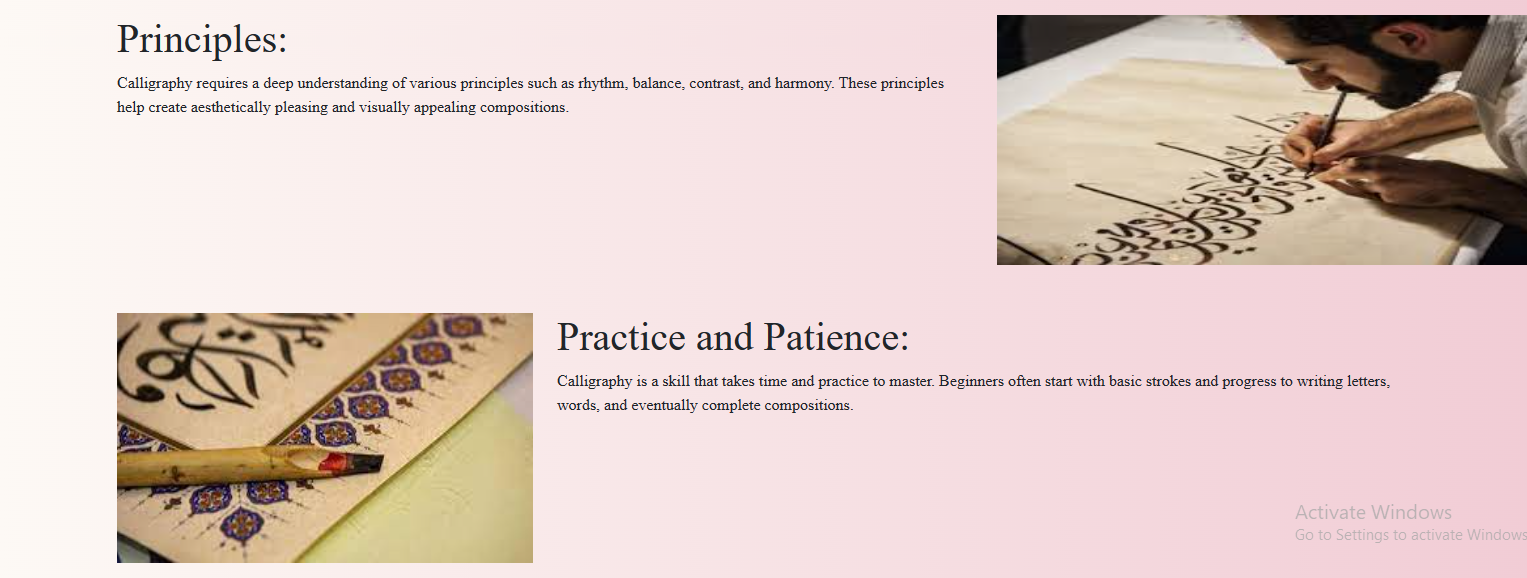 Principles:
Calligraphy requires a deep understanding of various principles such as rhythm, balance, contrast, and harmony. These principles
help create aesthetically pleasing and visually appealing compositions.
Practice and Patience:
Calligraphy is a skill that takes time and practice to master. Beginners often start with basic strokes and progress to writing letters,
words, and eventually complete compositions.
Activate Windows
Go to Settings to activate Windows